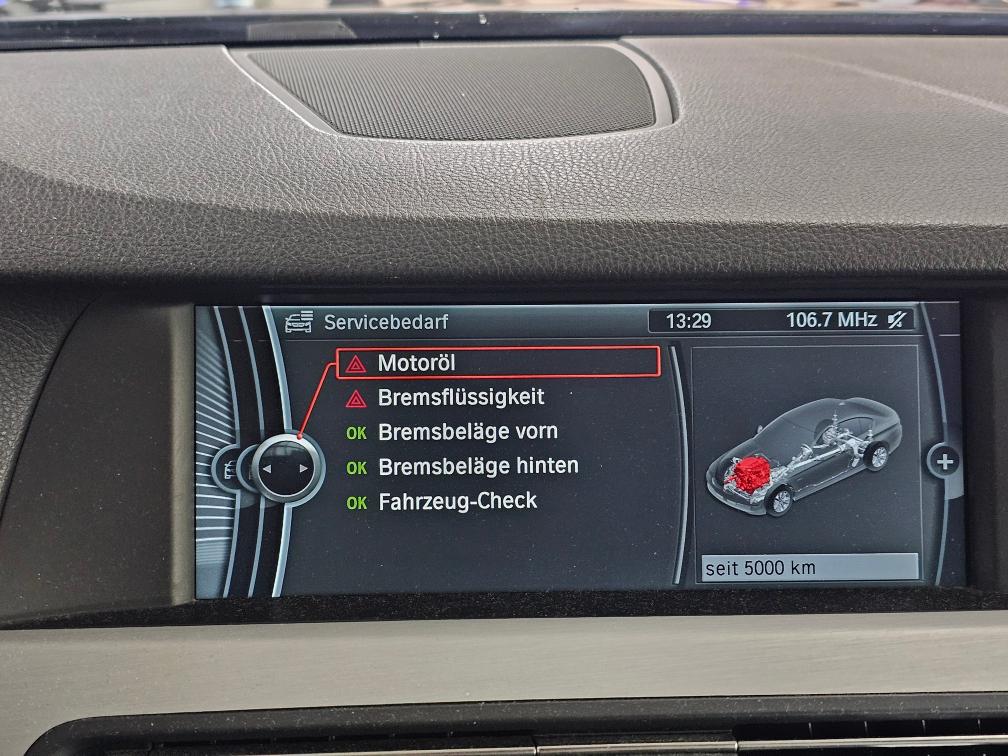 Servicebedarf
13:29
106.7 MHz
Motoröl
Bremsflüssigkeit
OK Bremsbeläge vorn
OK Bremsbeläge hinten
OK Fahrzeug-Check
seit 5000 km